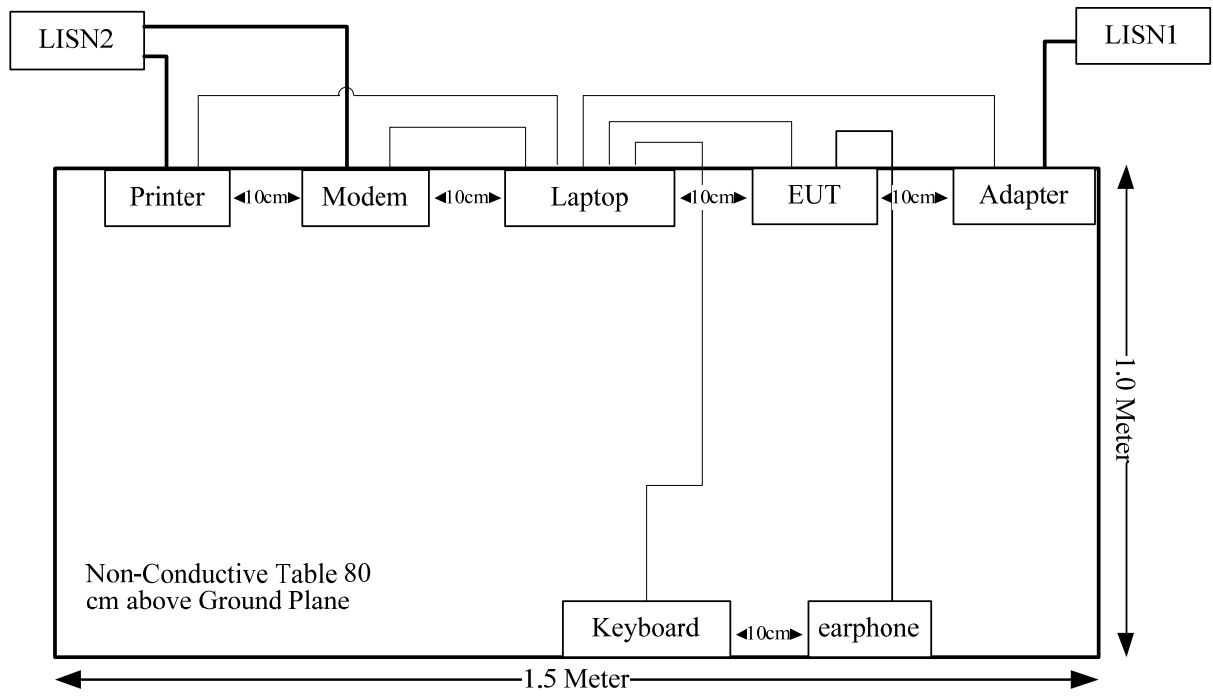 LISN2
LISN1
Printer
10cm
Modem
10cm
Laptop
10cm
EUT
10cm
Adapter
1.0 Meter
Non-Conductive Table 80
cm above Ground Plane
Keyboard
10cm
earphone
1.5 Meter